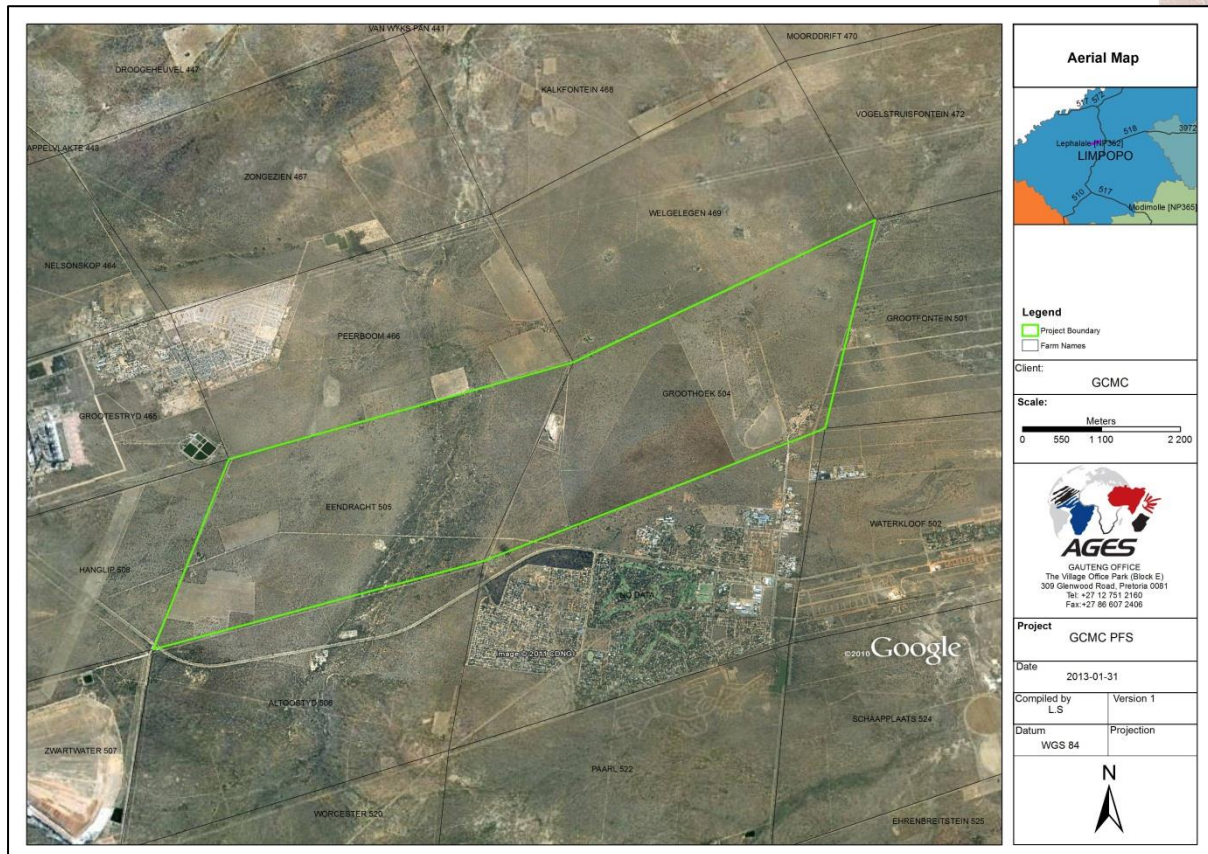 VAN WYKS PAN 441
MOORDDRIFT 470
DROOGEHEUVEL 447
KALKFONTEIN 468
VOGELSTRUISFONTEIN 472
APPELVLAKTE 448
ZONGEZIEN 467
WELGELEGEN 469
NELSONSKOP 464
GROOTFONTEIN 501
PEERBOOM 466
GROOTHOEK 504
GROOTESTRYD 465
EENDRACHT 505
WATERKLOOF 502
HANGLIP 508
NO DATA
Image © 2011 CDNGI
©2010 Google
ALTOOSTYD 506
SCHAAPPLAATS 524
ZWARTWATER 507
PAARL 522
WORCESTER 520
EHRENBREITSTEIN 525
Aerial Map
517
572
518
3972
Lephalale [NP362]
LIMPOPO
510
517
Modimolle [NP365]
Legend
Project Boundary
Farm Names
Client:
GCMC
Scale:
Meters
0 550 1 100 2 200
AGES
GAUTENG OFFICE
The Village Office Park (Block E)
309 Glenwood Road, Pretoria 0081
Tel: +27 12 751 2160
Fax:+27 86 607 2406
Project
GCMC PFS
Date
2013-01-31
Compiled by
L.S
Version 1
Datum
WGS 84
Projection
N